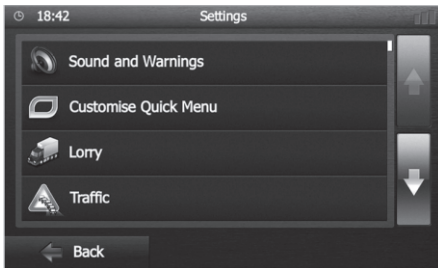 18:42 Settings
Sound and Warnings
Customise Quick Menu
Lorry
Traffic
Back